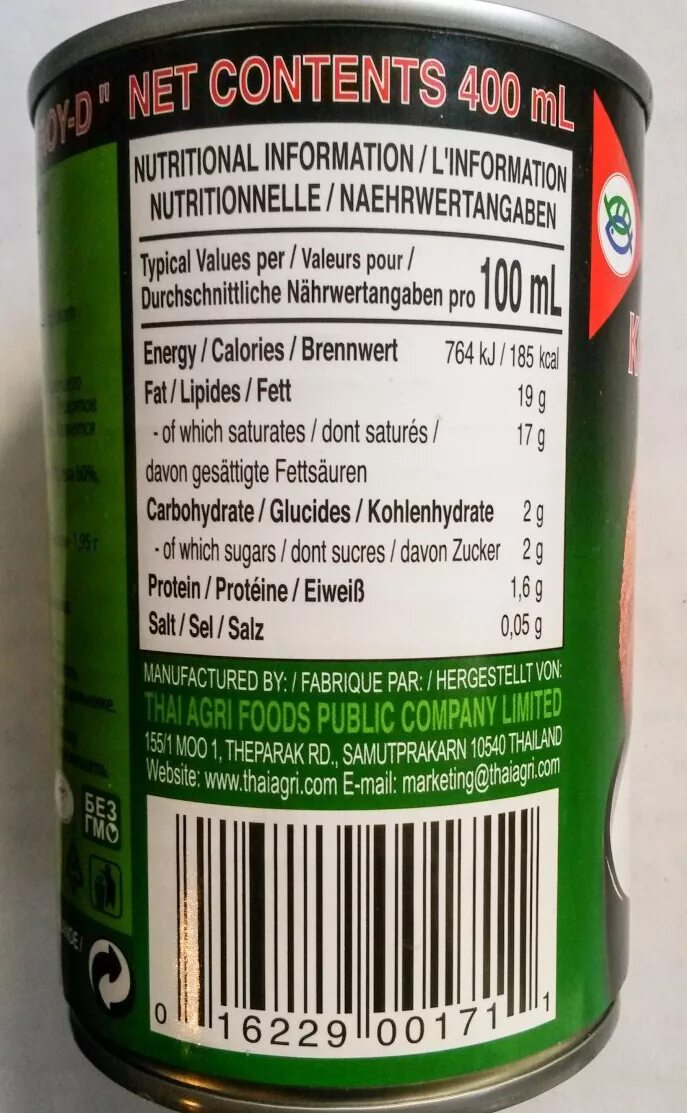 OY-D " NET CONTENTS 400 mL
NUTRITIONAL INFORMATION / L'INFORMATION
NUTRITIONNELLE / NAEHRWERTANGABEN
Typical Values per / Valeurs pour /
Durchschnittliche Nährwertangaben pro 100 mL
Energy / Calories / Brennwert 764 kJ / 185 kcal
Fat / Lipides / Fett 19 g
- of which saturates / dont saturés / 17 g
davon gesättigte Fettsäuren
Carbohydrate / Glucides / Kohlenhydrate 2 g
- of which sugars / dont sucres / davon Zucker 2 g
Protein / Protéine / Eiweiß 1,6 g
Salt / Sel / Salz 0,05 g
MANUFACTURED BY: / FABRIQUE PAR: / HERGESTELLT VON:
THAI AGRI FOODS PUBLIC COMPANY LIMITED
155/1 MOO 1, THEPARAK RD., SAMUTPRAKARN 10540 THAILAND
Website: www.thaiagri.com E-mail: marketing@thaiagri.com
0 16229 00171 1
60%,
1,95 г
БЕЗ
ГМО
K